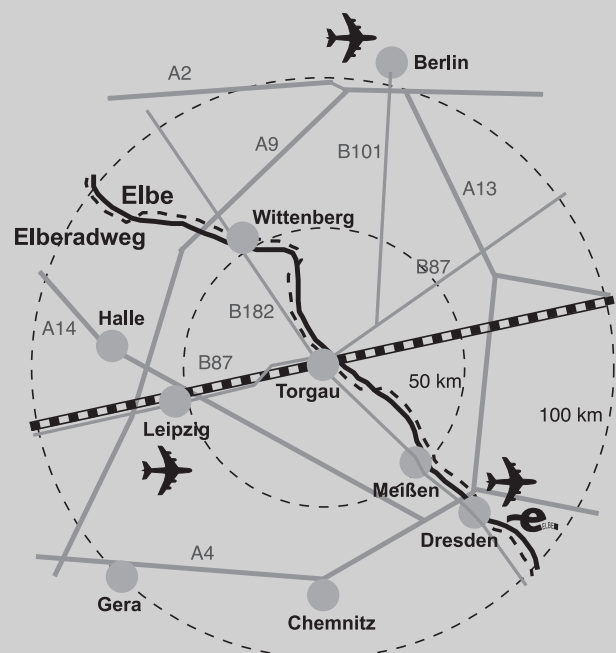 Berlin
A2
A9
B101
A13
Elbe
Wittenberg
Elberadweg
B87
B182
A14
Halle
B87
Torgau
50 km
100 km
Leipzig
Meißen
e
ELBE
Dresden
A4
Gera
Chemnitz